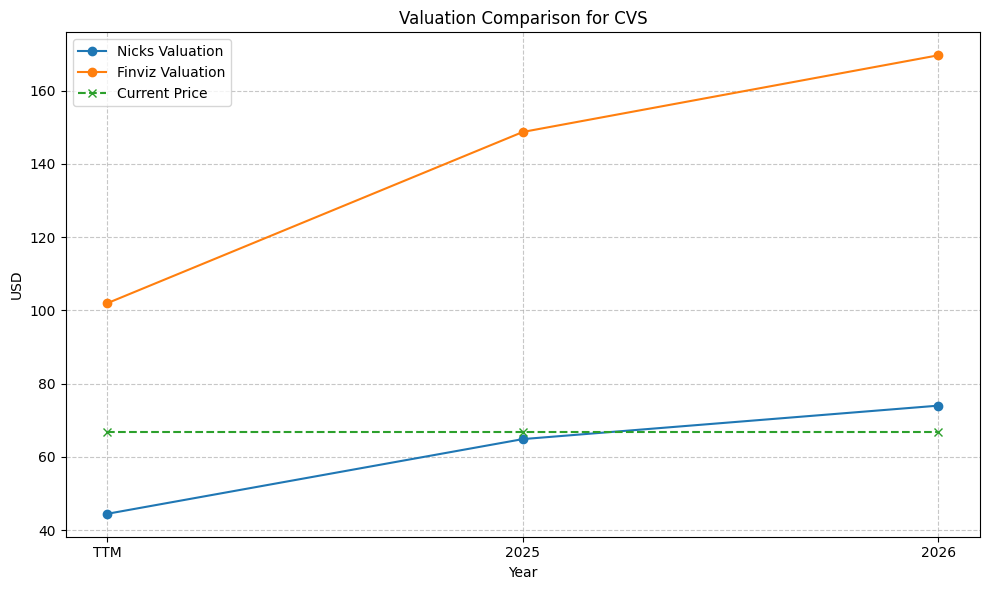 Valuation Comparison for CVS
Nicks Valuation
Finviz Valuation
Current Price
160
140
120
100
80
60
40
USD
TTM
2025
2026
Year